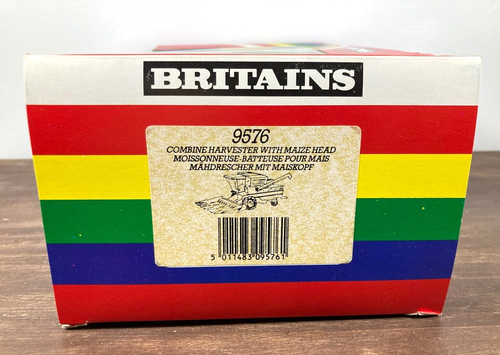 BRITAINS
9576
COMBINE HARVESTER WITH MAIZE HEAD
MOISSONNEUSE-BATTEUSE POUR MAIS
MÄHDRESCHER MIT MAISKOPF
5 011483 095761